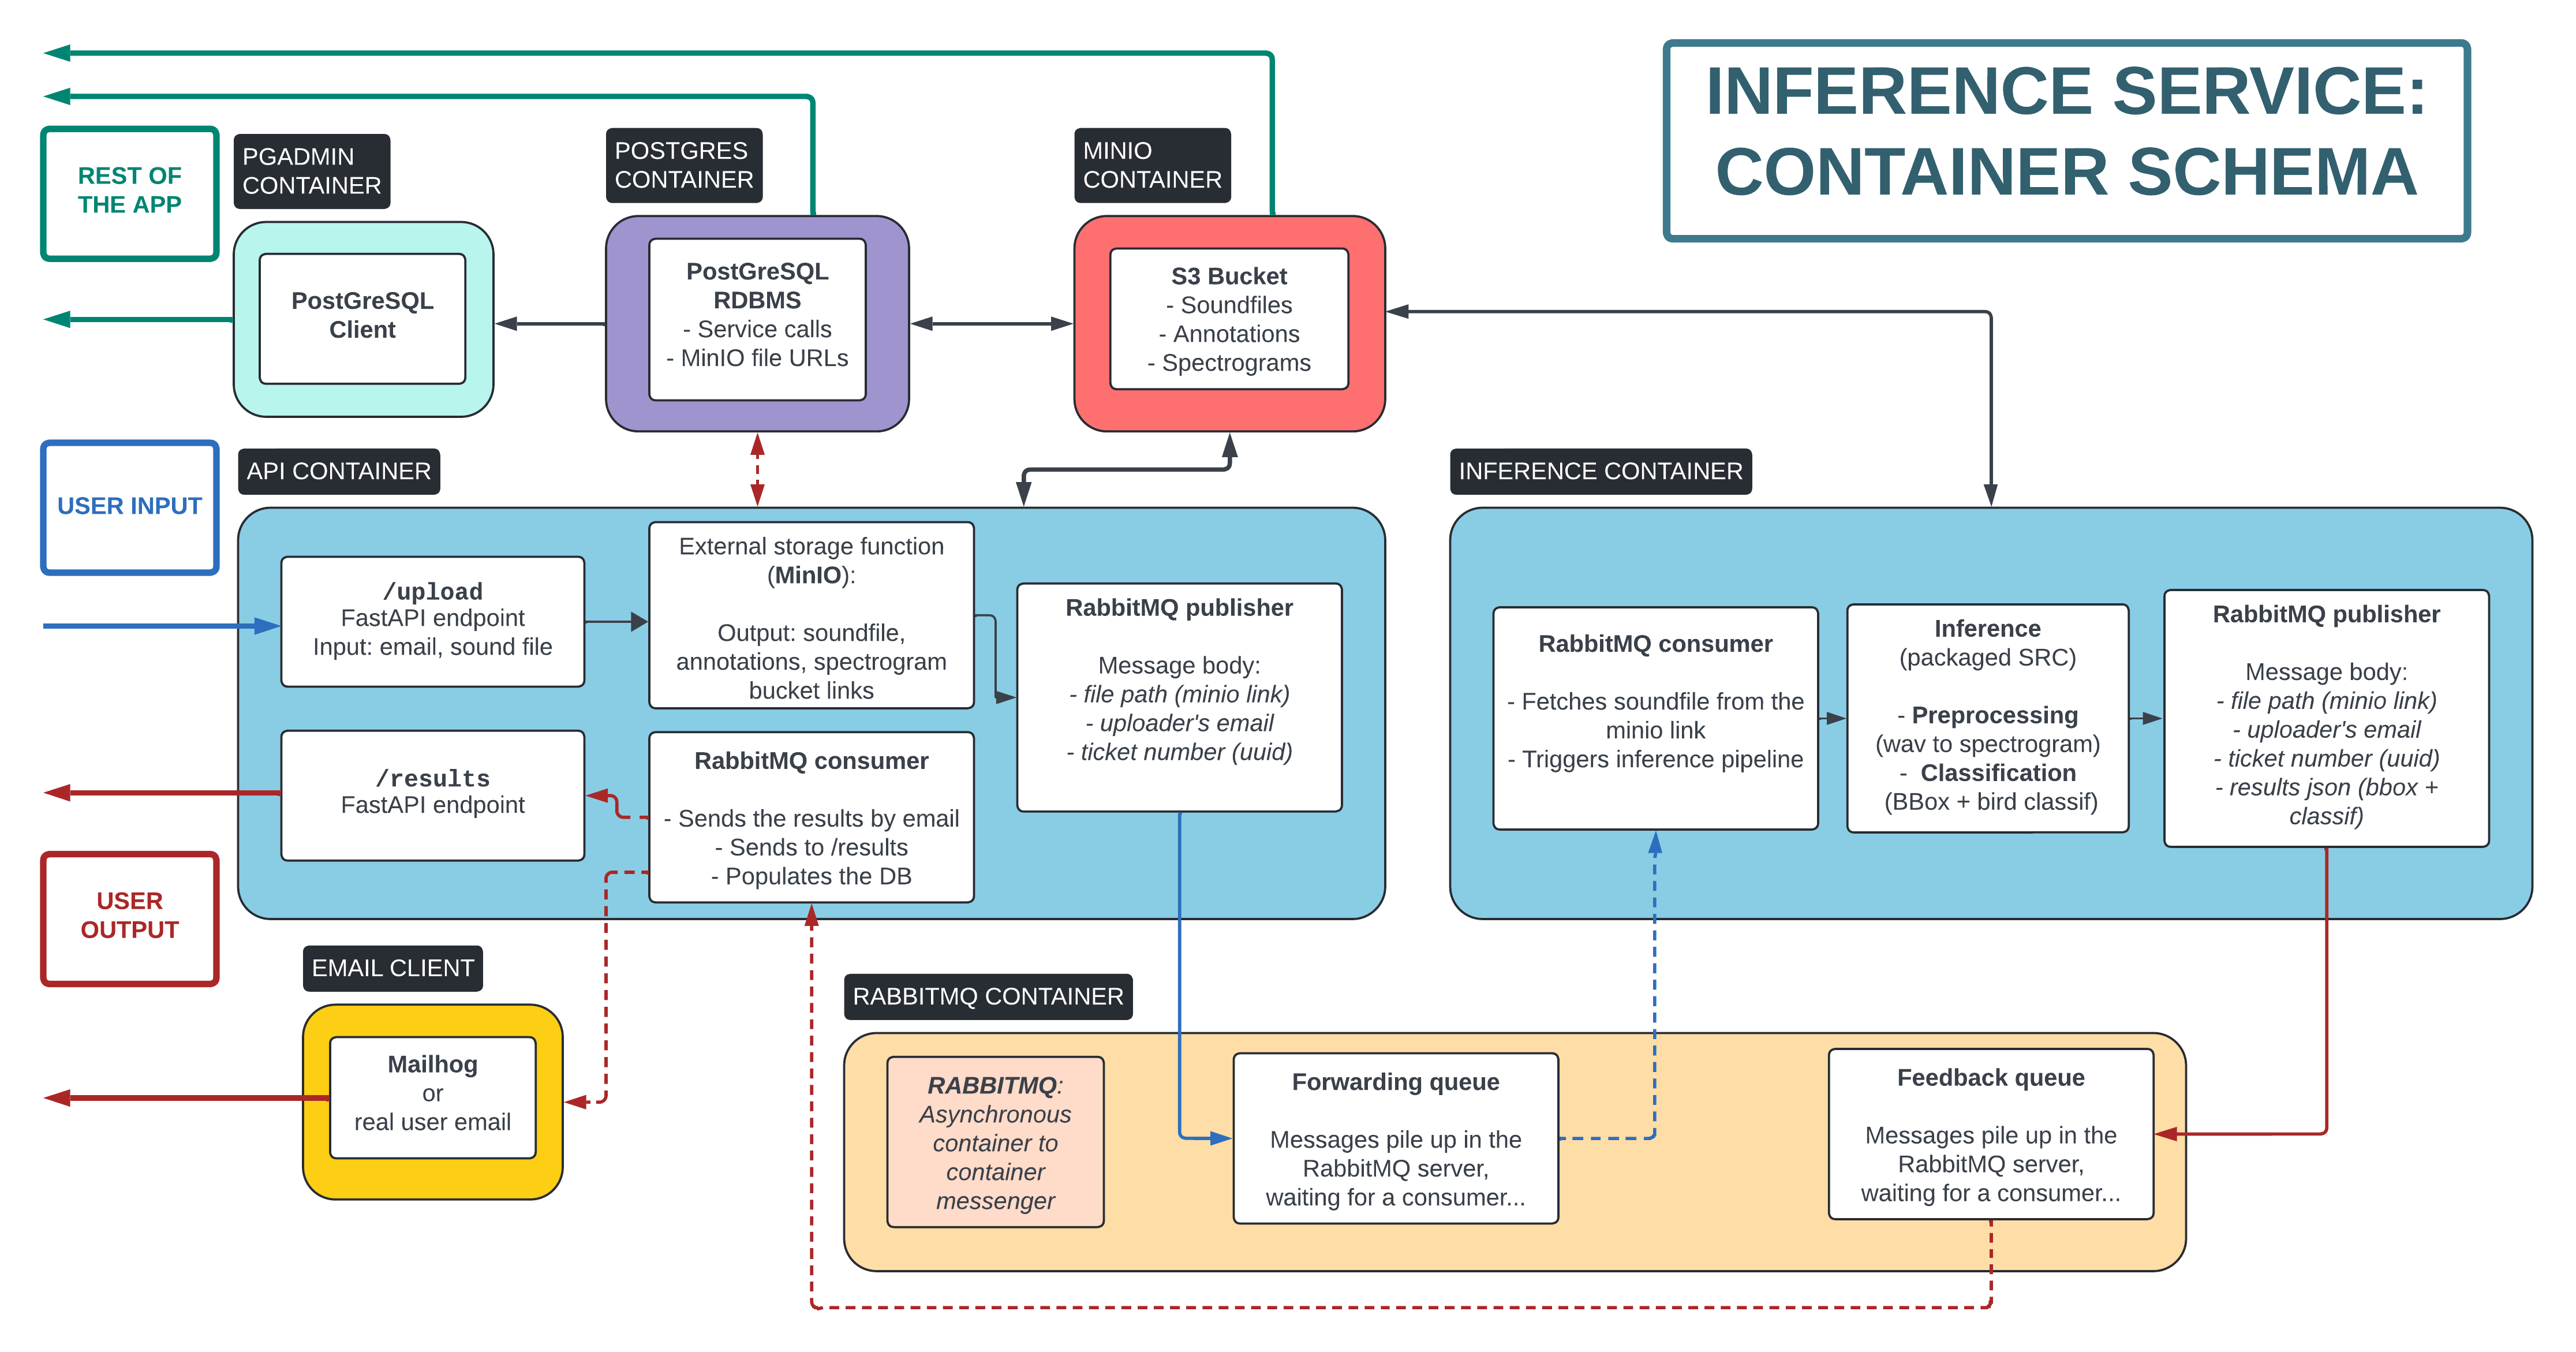 INFERENCE SERVICE:
CONTAINER SCHEMA
REST OF
THE APP
PGADMIN
CONTAINER
PostGreSQL
Client
POSTGRES
CONTAINER
PostGreSQL
RDBMS
- Service calls
- MinIO file URLs
MINIO
CONTAINER
S3 Bucket
- Soundfiles
- Annotations
- Spectrograms
USER INPUT
API CONTAINER
/upload
FastAPI endpoint
Input: email, sound file
External storage function
(MinIO):
Output: soundfile,
annotations, spectrogram
bucket links
RabbitMQ publisher
Message body:
- file path (minio link)
- uploader's email
- ticket number (uuid)
/results
FastAPI endpoint
RabbitMQ consumer
- Sends the results by email
- Sends to /results
- Populates the DB
INFERENCE CONTAINER
RabbitMQ consumer
- Fetches soundfile from the
minio link
- Triggers inference pipeline
Inference
(packaged SRC)
- Preprocessing
(wav to spectrogram)
- Classification
(BBox + bird classif)
RabbitMQ publisher
Message body:
- file path (minio link)
- uploader's email
- ticket number (uuid)
- results json (bbox +
classif)
USER
OUTPUT
EMAIL CLIENT
Mailhog
or
real user email
RABBITMQ CONTAINER
RABBITMQ:
Asynchronous
container to
container
messenger
Forwarding queue
Messages pile up in the
RabbitMQ server,
waiting for a consumer...
Feedback queue
Messages pile up in the
RabbitMQ server,
waiting for a consumer...